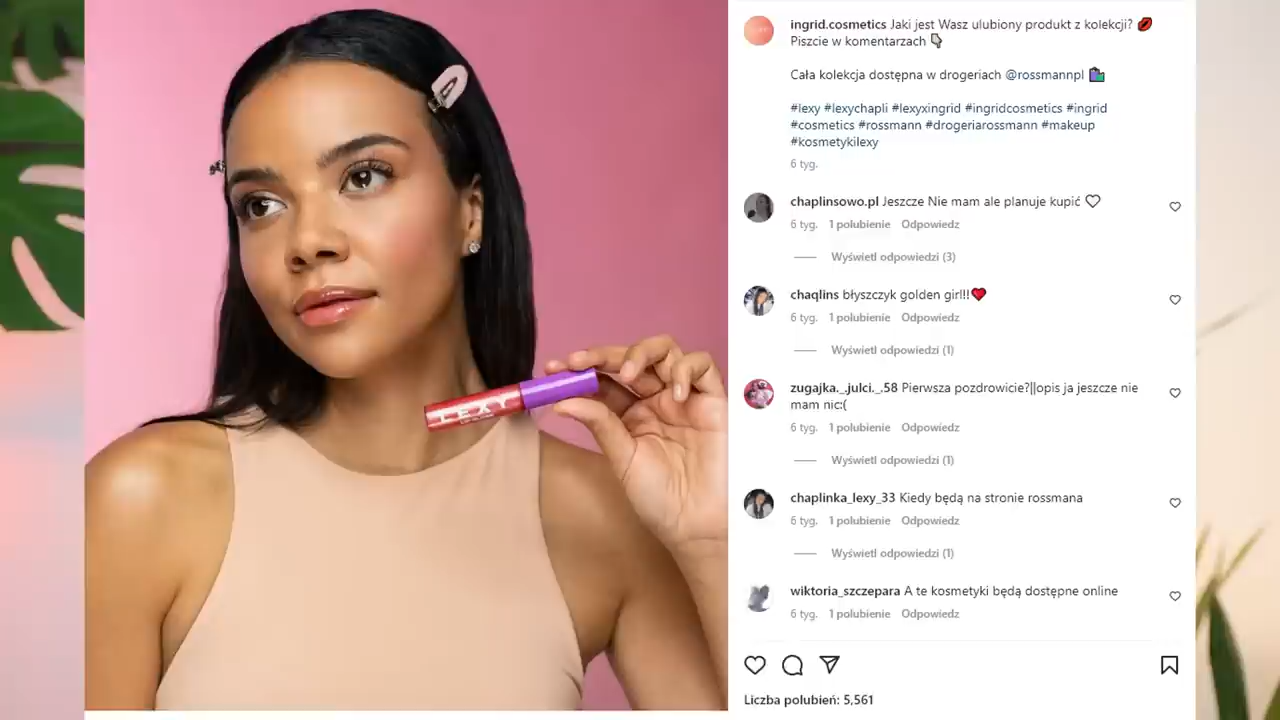 LEXY
ingrid.cosmetics Jaki jest Wasz ulubiony produkt z kolekcji? 💋
Piszcie w komentarzach 👇
Cała kolekcja dostępna w drogeriach @rossmannpl 🛍
#lexy #lexychapli #lexyxingrid #ingridcosmetics #ingrid
#cosmetics #rossmann #drogeriarossmann #makeup
#kosmetykilexy
6 tyg.
chaplinsowo.pl Jeszcze Nie mam ale planuje kupić ♡
6 tyg. 1 polubienie Odpowiedz
Wyświetl odpowiedzi (3)
chaqlins błyszczyk golden girl!!❤
6 tyg. 1 polubienie Odpowiedz
Wyświetl odpowiedzi (1)
zugajka._.julci._.58 Pierwsza pozdrowicie?||opis ja jeszcze nie
mam nic:(
6 tyg. 1 polubienie Odpowiedz
Wyświetl odpowiedzi (1)
chaplinka_lexy_33 Kiedy będą na stronie rossmana
6 tyg. 1 polubienie Odpowiedz
Wyświetl odpowiedzi (1)
wiktoria_szczepara A te kosmetyki będą dostępne online
6 tyg. 1 polubienie Odpowiedz
Liczba polubień: 5,561